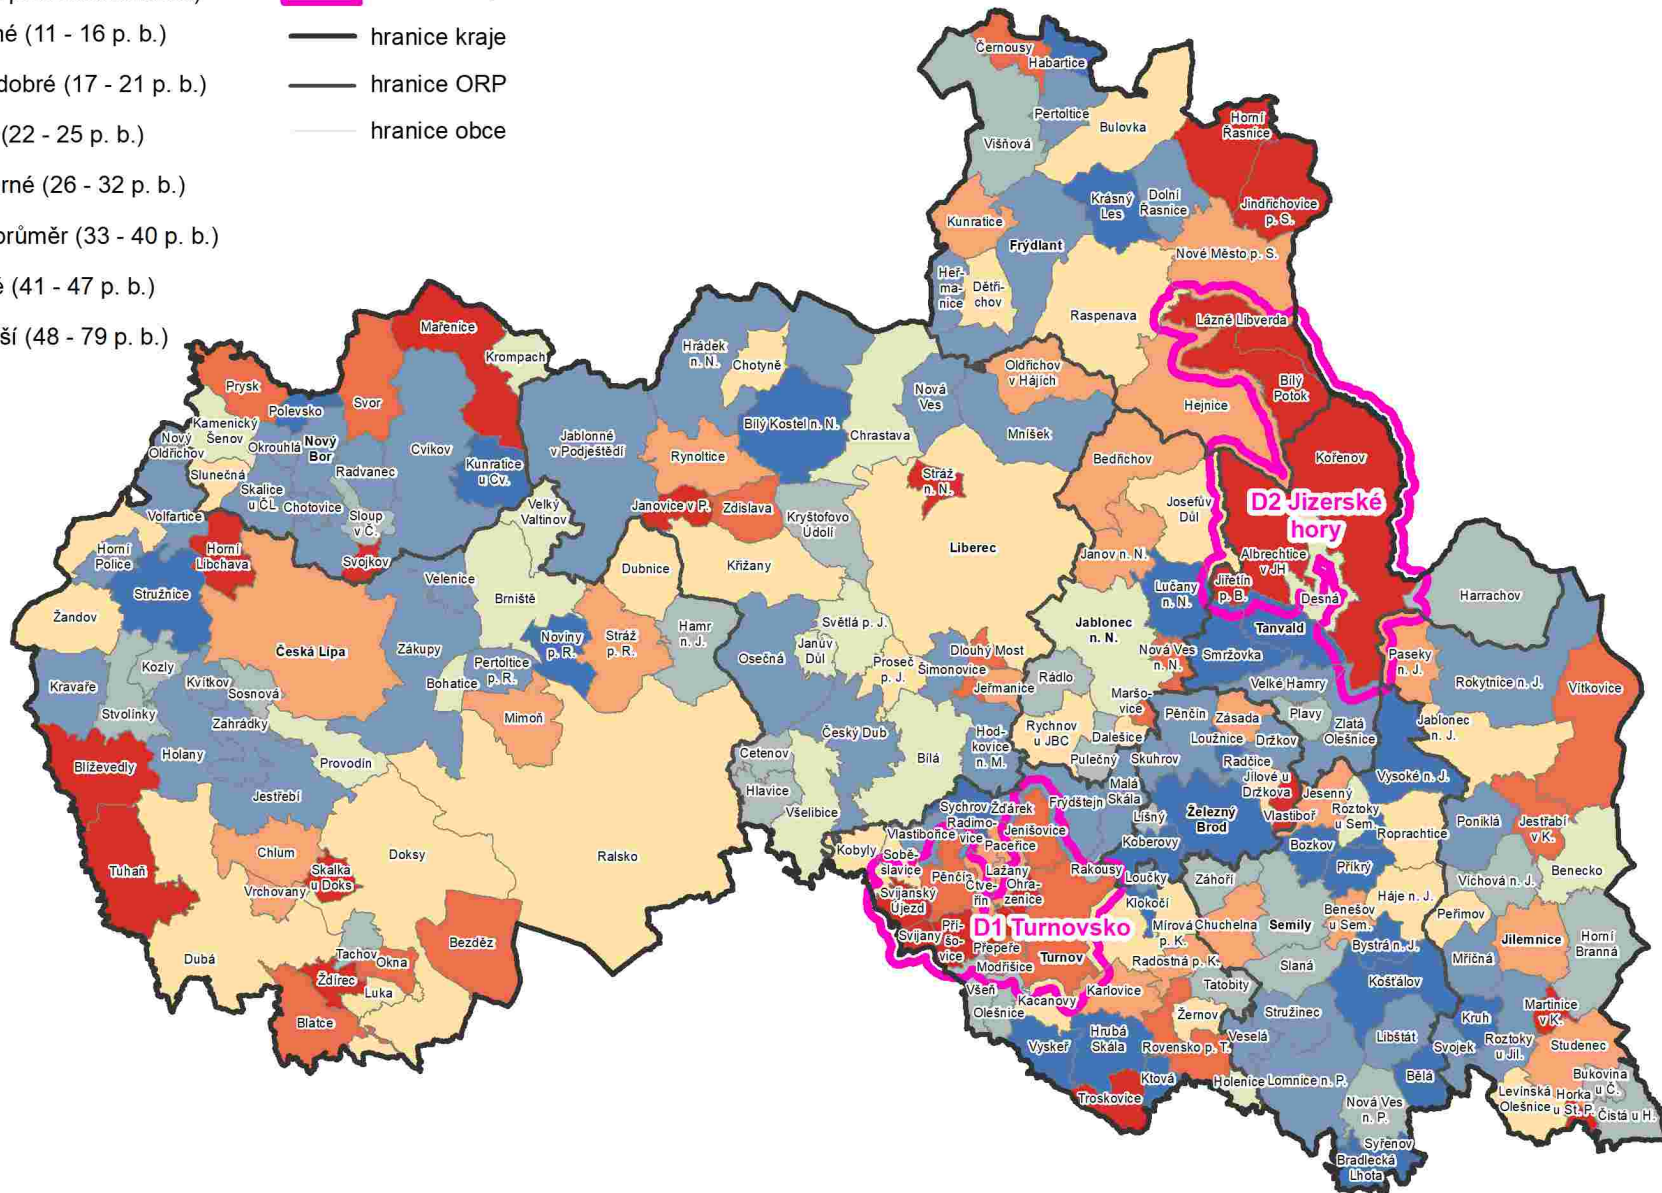 né (11 - 16 p. b.)
dobré (17 - 21 p. b.)
(22 - 25 p. b.)
rné (26 - 32 p. b.)
průměr (33 - 40 p. b.)
é (41 - 47 p. b.)
ší (48 - 79 p. b.)
hranice kraje
hranice ORP
hranice obce
Černousy
Habartice
Pertoltice
Višňová
Bulovka
Horní
Řasnice
Krásný
Les
Dolní
Řasnice
Jindřichovice
p. S.
Kunratice
Frýdlant
Nové Město p. S.
Heř-
ma-
nice
Dětři-
chov
Raspenava
Lázně Libverda
Bílý
Potok
Hejnice
Oldřichov
v Hájích
Mníšek
Kořenov
D2 Jizerské
hory
Mařenice
Krompach
Prysk
Svor
Polevsko
Kamenický
Šenov
Nový
Oldřichov
Okrouhlá
Nový
Bor
Radvanec
Cvikov
Kunratice
u Cv.
Slunečná
Skalice
u ČL
Chotovice
Sloup
v Č.
Svojkov
Volfartice
Horní
Police
Horní
Libchava
Stružnice
Žandov
Česká Lípa
Velenice
Zákupy
Brniště
Velký
Valtinov
Jablonné
v Podještědí
Hrádek
n. N.
Chotyně
Bílý Kostel n. N.
Chrastava
Nová
Ves
Rynoltice
Janovice v P.
Zdislava
Kryštofovo
Údolí
Stráž
n. N.
Liberec
Bedřichov
Josefův
Důl
Janov n. N.
Albrechtice
v JH
Jiřetín
p. B.
Desná
Lučany
n. N.
Tanvald
Harrachov
Dubnice
Křižany
Noviny
p. R.
Stráž
p. R.
Hamr
n. J.
Pertoltice
p. R.
Bohatice
Mimoň
Kravaře
Kozly
Stvolínky
Kvítkov
Sosnová
Zahrádky
Holany
Provodín
Jestřebí
Blíževedly
Tuhaň
Chlum
Vrchovany
Skalka
u Doks
Doksy
Ralsko
Dubá
Tachov
Okna
Ždírec
Luka
Blatce
Bezděz
Osečná
Světlá p. J.
Janův
Důl
Proseč
p. J.
Šimonovice
Dlouhý Most
Jeřmanice
Český Dub
Bílá
Hod-
kovice
n. M.
Cetenov
Hlavice
Všelibice
Jablonec
n. N.
Nová Ves
n. N.
Smržovka
Velké Hamry
Rádlo
Maršo-
vice
Rychnov
u JBC
Dalešice
Pulečný
Pěnčín
Zásada
Plavy
Zlatá
Olešnice
Loužnice
Držkov
Skuhrov
Radčice
Jílové u
Držkova
Malá
Skála
Frýdštejn
Líšný
Železný
Brod
Koberovy
Vlastiboř
Jesenný
Roztoky
u Sem.
Paseky
n. J.
Rokytnice n. J.
Vítkovice
Jablonec
n. J.
Vysoké n. J.
Roprachtice
Bozkov
Příkrý
Poniklá
Jestřabí
v K.
Benecko
Víchová n. J.
Háje n. J.
Peřimov
Benešov
u Sem.
Bystrá n. J.
Jilemnice
Horní
Branná
Mříčná
Košťálov
Kruh
Martinice
v K.
Studenec
Roztoky
u Jil.
Svojek
Libštát
Bělá
Bukovina
u Č.
Levínská
Olešnice
Horka
u St. P.
Čistá u H.
Sychrov
Žďárek
Radimo-
vice
Vlastibořice
Jenišovice
Paceřice
Kobyly
Sobě-
slavice
Lažany
Ohra-
zenice
Pěnčín
Čtve-
řín
Svijanský
Újezd
Svijany
Pří-
šo-
vice
D1 Turnovsko
Přepeře
Modřišice
Turnov
Rakousy
Loučky
Klokočí
Mírová
p. K.
Radostná p. K.
Záhoří
Chuchelna
Semily
Slaná
Tatobity
Všeň
Olešnice
Kacanovy
Karlovice
Žernov
Vyskeř
Hrubá
Skála
Rovensko p. T.
Veselá
Stružinec
Ktová
Troskovice
Holenice
Lomnice n. P.
Nová Ves
n. P.
Syřenov
Bradlecká
Lhota